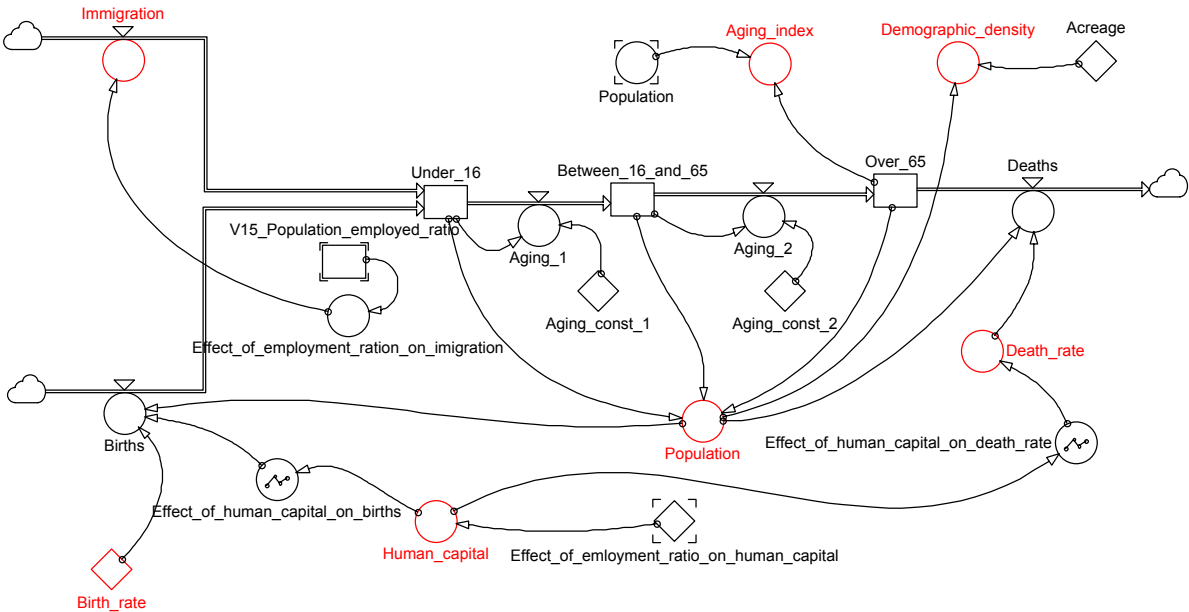 Immigration
Aging_index
Demographic_density
Acreage
Population
Under_16
Between_16_and_65
Over_65
Deaths
V15_Population_employed_ratio
Aging_1
Aging_2
Aging_const_1
Aging_const_2
Effect_of_employment_ration_on_imigration
Death_rate
Births
Population
Effect_of_human_capital_on_death_rate
Effect_of_human_capital_on_births
Human_capital
Effect_of_emloyment_ratio_on_human_capital
Birth_rate